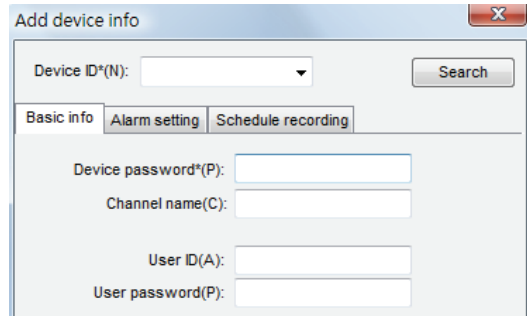 Add device info
Device ID*(N):
Search
Basic info Alarm setting Schedule recording
Device password*(P):
Channel name(C):
User ID(A):
User password(P):